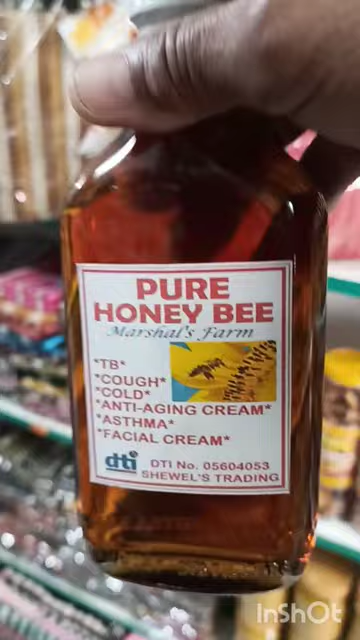 PURE
HONEY BEE
Marshal's Farm
*TB*
*COUGH*
*COLD*
*ANTI-AGING CREAM*
*ASTHMA*
*FACIAL CREAM*
dti
DTI No. 05604053
SHEWEL'S TRADING
InShOt